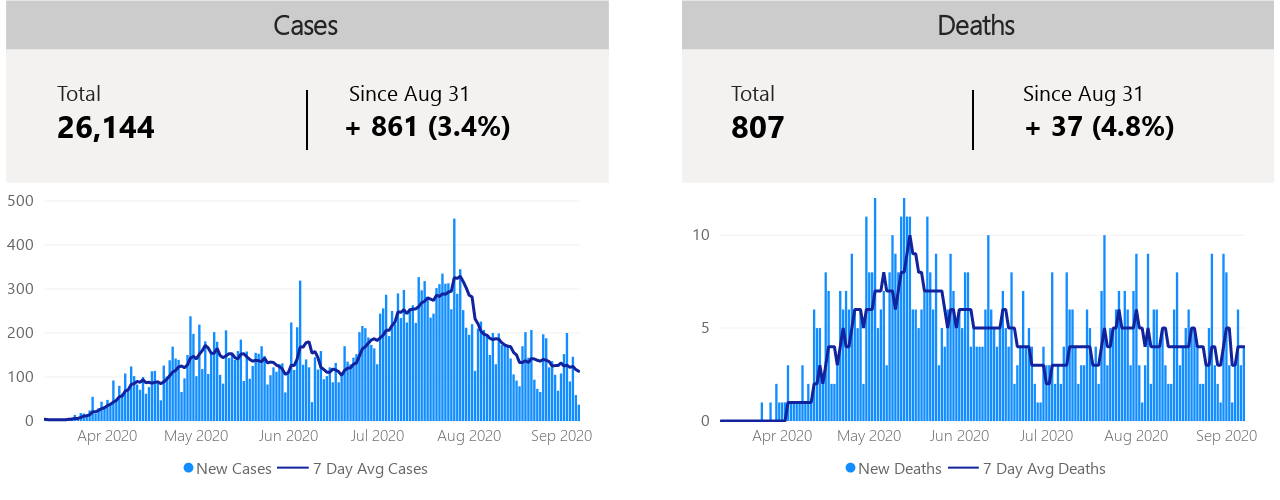 Cases
Total
26,144
Since Aug 31
+ 861 (3.4%)
500
400
300
200
100
0
Apr 2020 May 2020 Jun 2020 Jul 2020 Aug 2020 Sep 2020
New Cases 7 Day Avg Cases
Deaths
Total
807
Since Aug 31
+ 37 (4.8%)
10
5
0
Apr 2020 May 2020 Jun 2020 Jul 2020 Aug 2020 Sep 2020
New Deaths 7 Day Avg Deaths